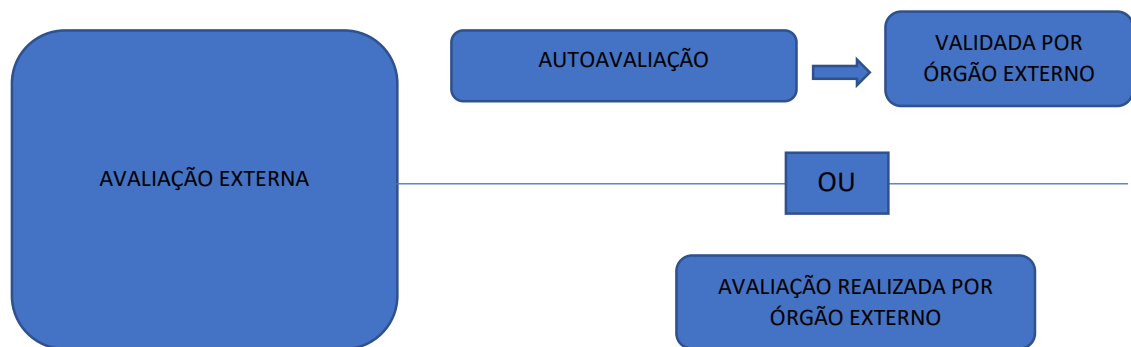 AVALIAÇÃO EXTERNA
AUTOAVALIAÇÃO
VALIDADA POR
ÓRGÃO EXTERNO
OU
AVALIAÇÃO REALIZADA POR
ÓRGÃO EXTERNO